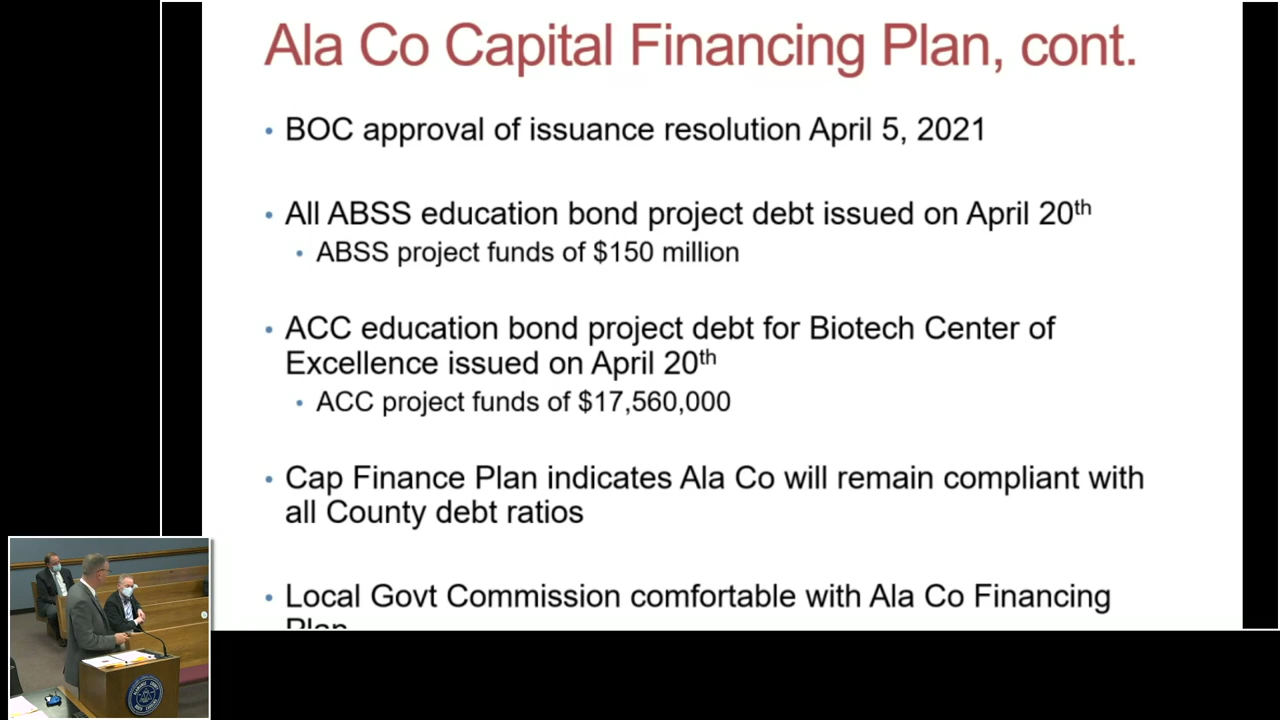 Ala Co Capital Financing Plan, cont.
• BOC approval of issuance resolution April 5, 2021
• All ABSS education bond project debt issued on April 20th
• ABSS project funds of $150 million
• ACC education bond project debt for Biotech Center of
Excellence issued on April 20th
• ACC project funds of $17,560,000
• Cap Finance Plan indicates Ala Co will remain compliant with
all County debt ratios
• Local Govt Commission comfortable with Ala Co Financing
Plan